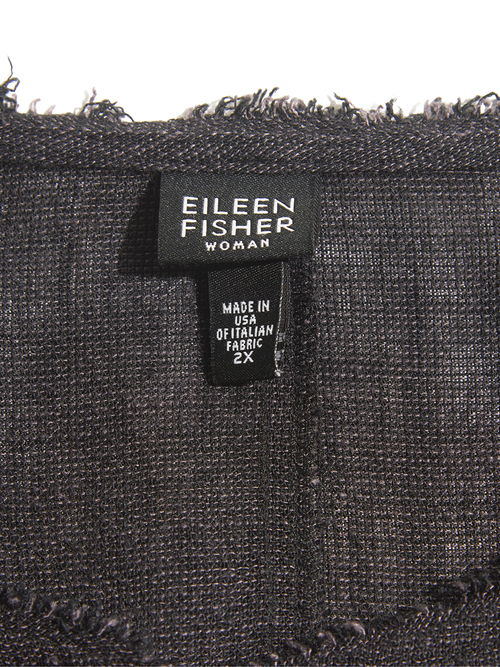 EILEEN
FISHER
WOMAN
MADE IN
USA
OF ITALIAN
FABRIC
2X